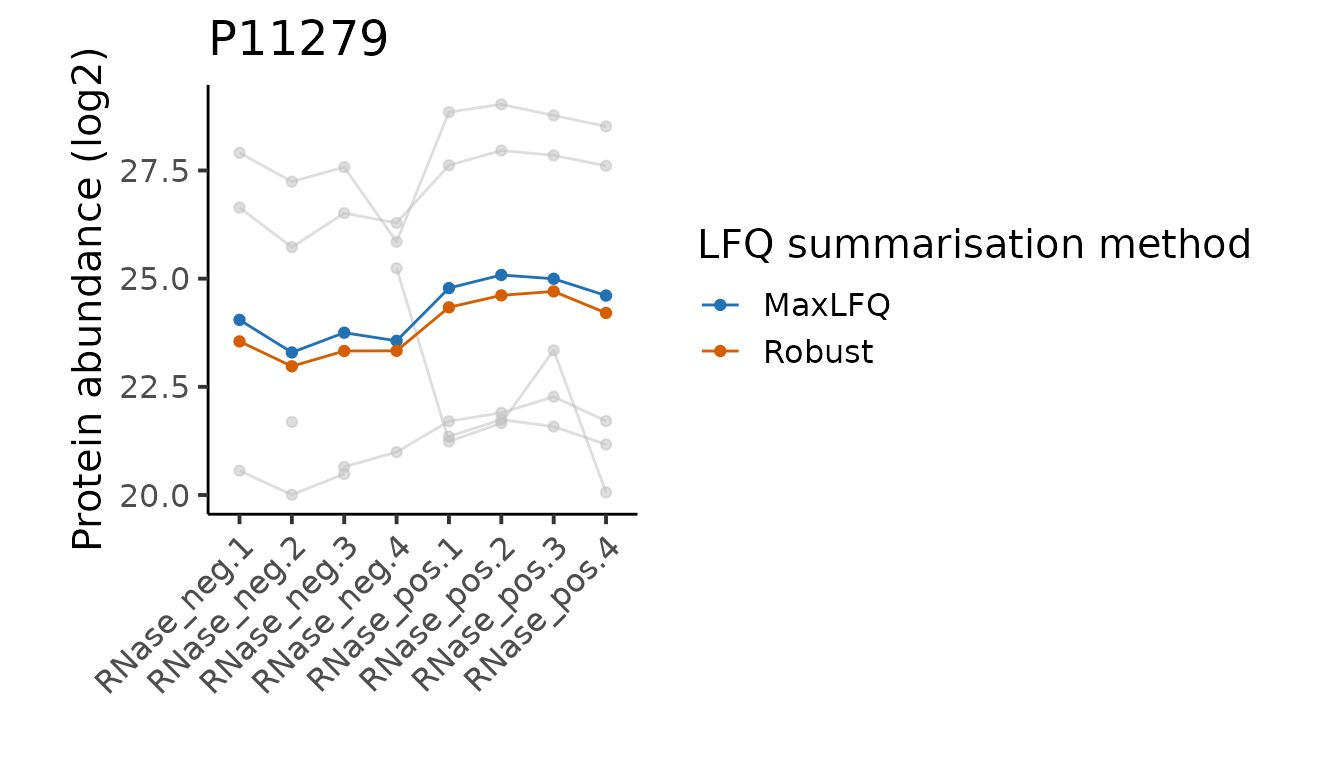 P11279
Protein abundance (log2)
27.5
25.0
22.5
20.0
RNase_neg.1
RNase_neg.2
RNase_neg.3
RNase_neg.4
RNase_pos.1
RNase_pos.2
RNase_pos.3
RNase_pos.4
LFQ summarisation method
MaxLFQ
Robust